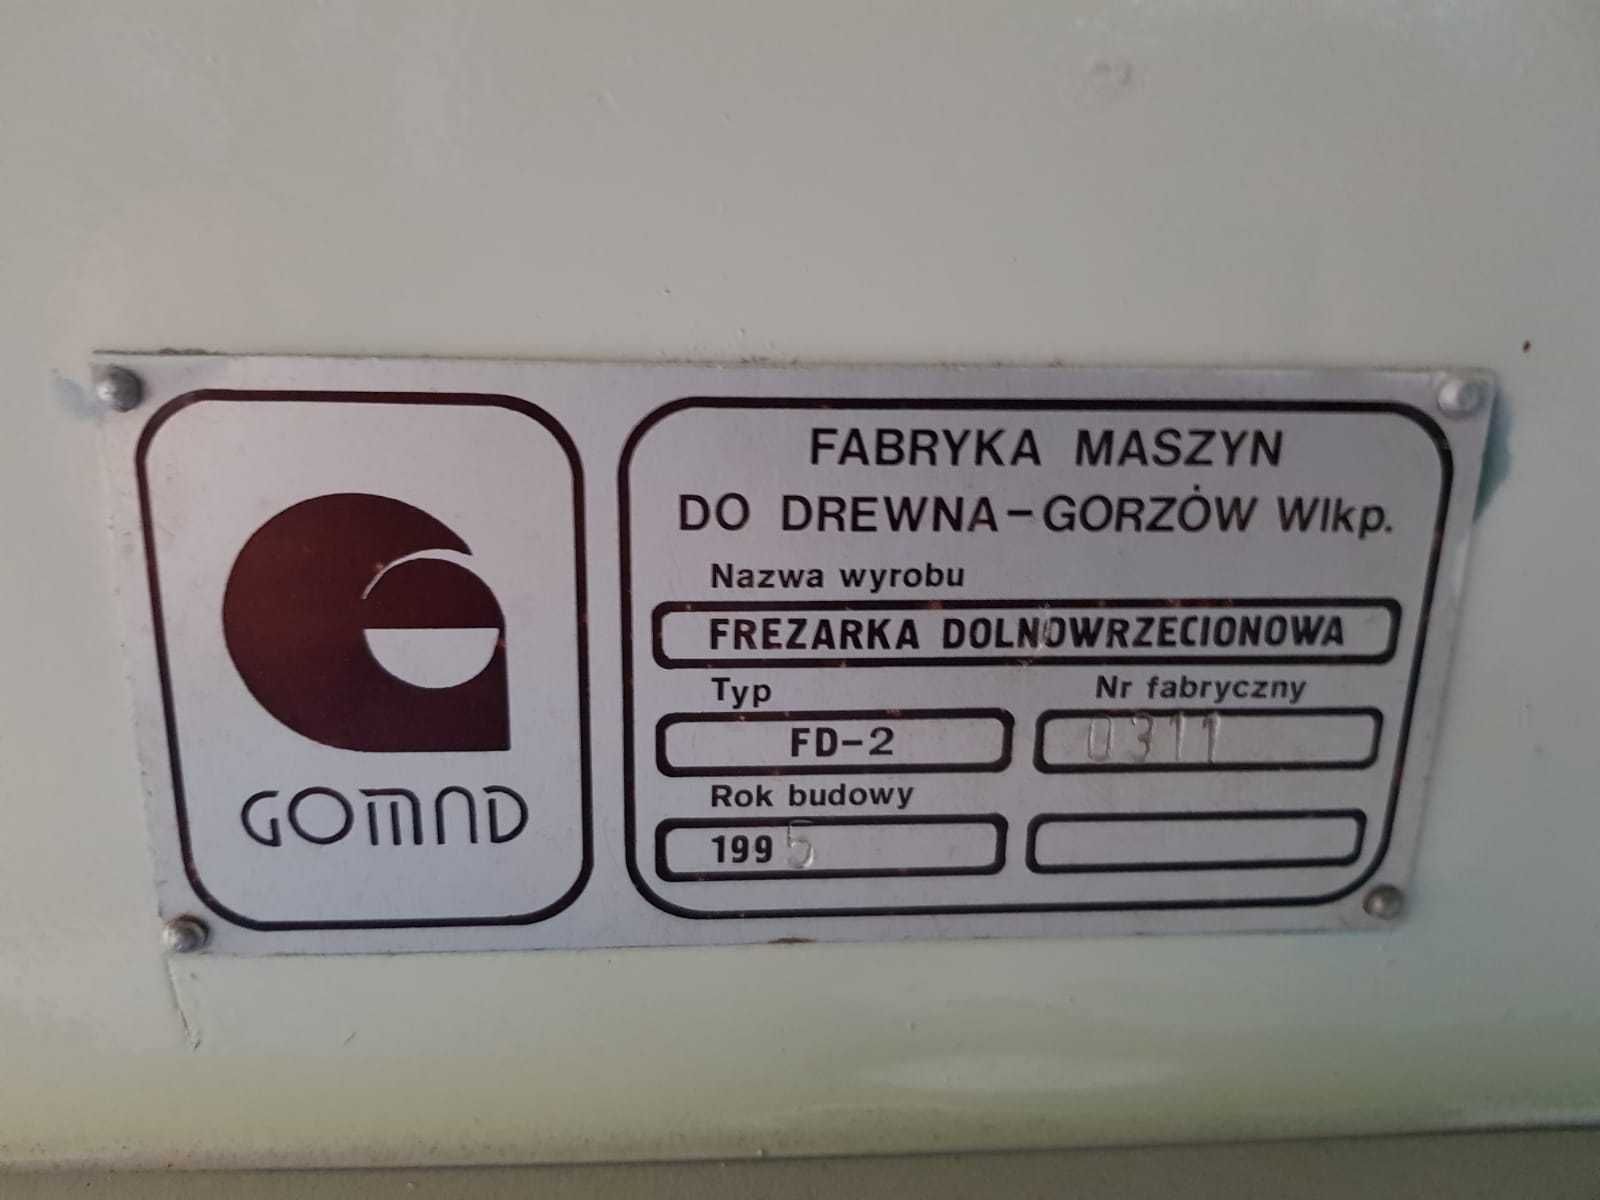 GOMAD
FABRYKA MASZYN
DO DREWNA-GORZÓW Wlkp.
Nazwa wyrobu
FREZARKA DOLNOWRZECIONOWA
Typ
Nr fabryczny
FD-2
0311
Rok budowy
1995